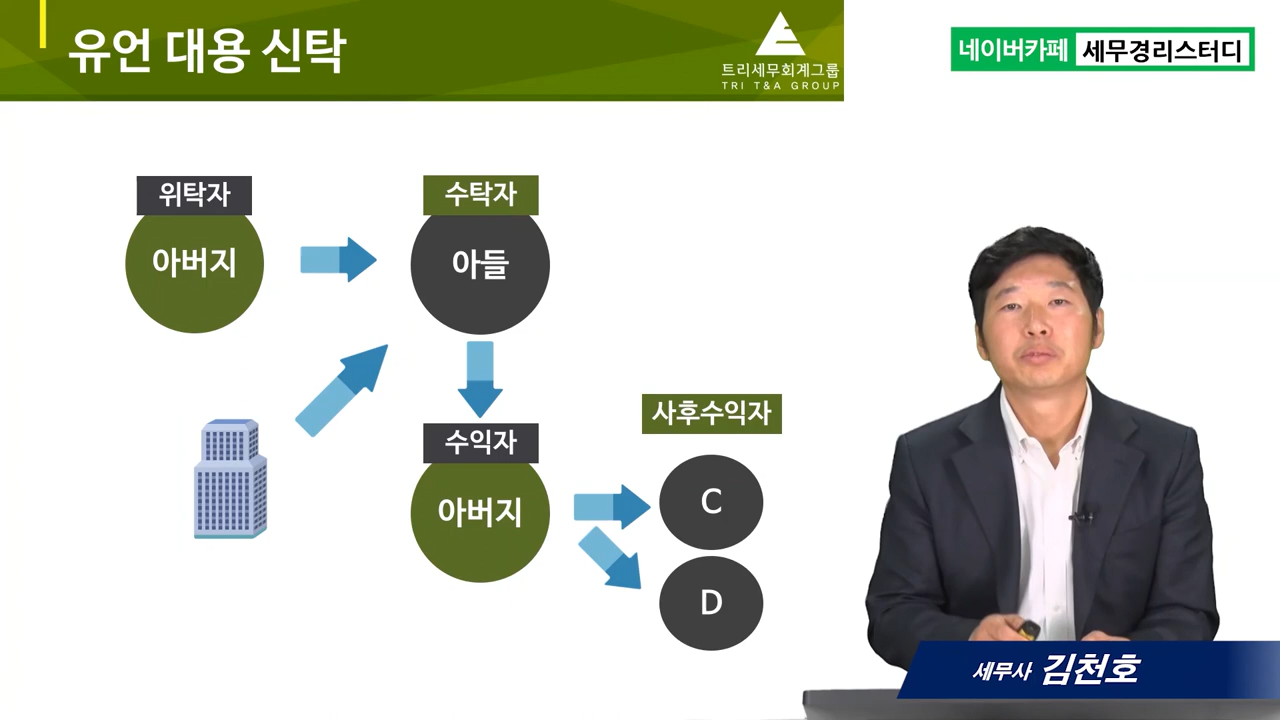 유언 대용 신탁
트리세무회계그룹
TRI T&A GROUP
네이버카페 세무경리스터디
위탁자
아버지
수탁자
아들
수익자
아버지
사후수익자
C
D
세무사 김천호